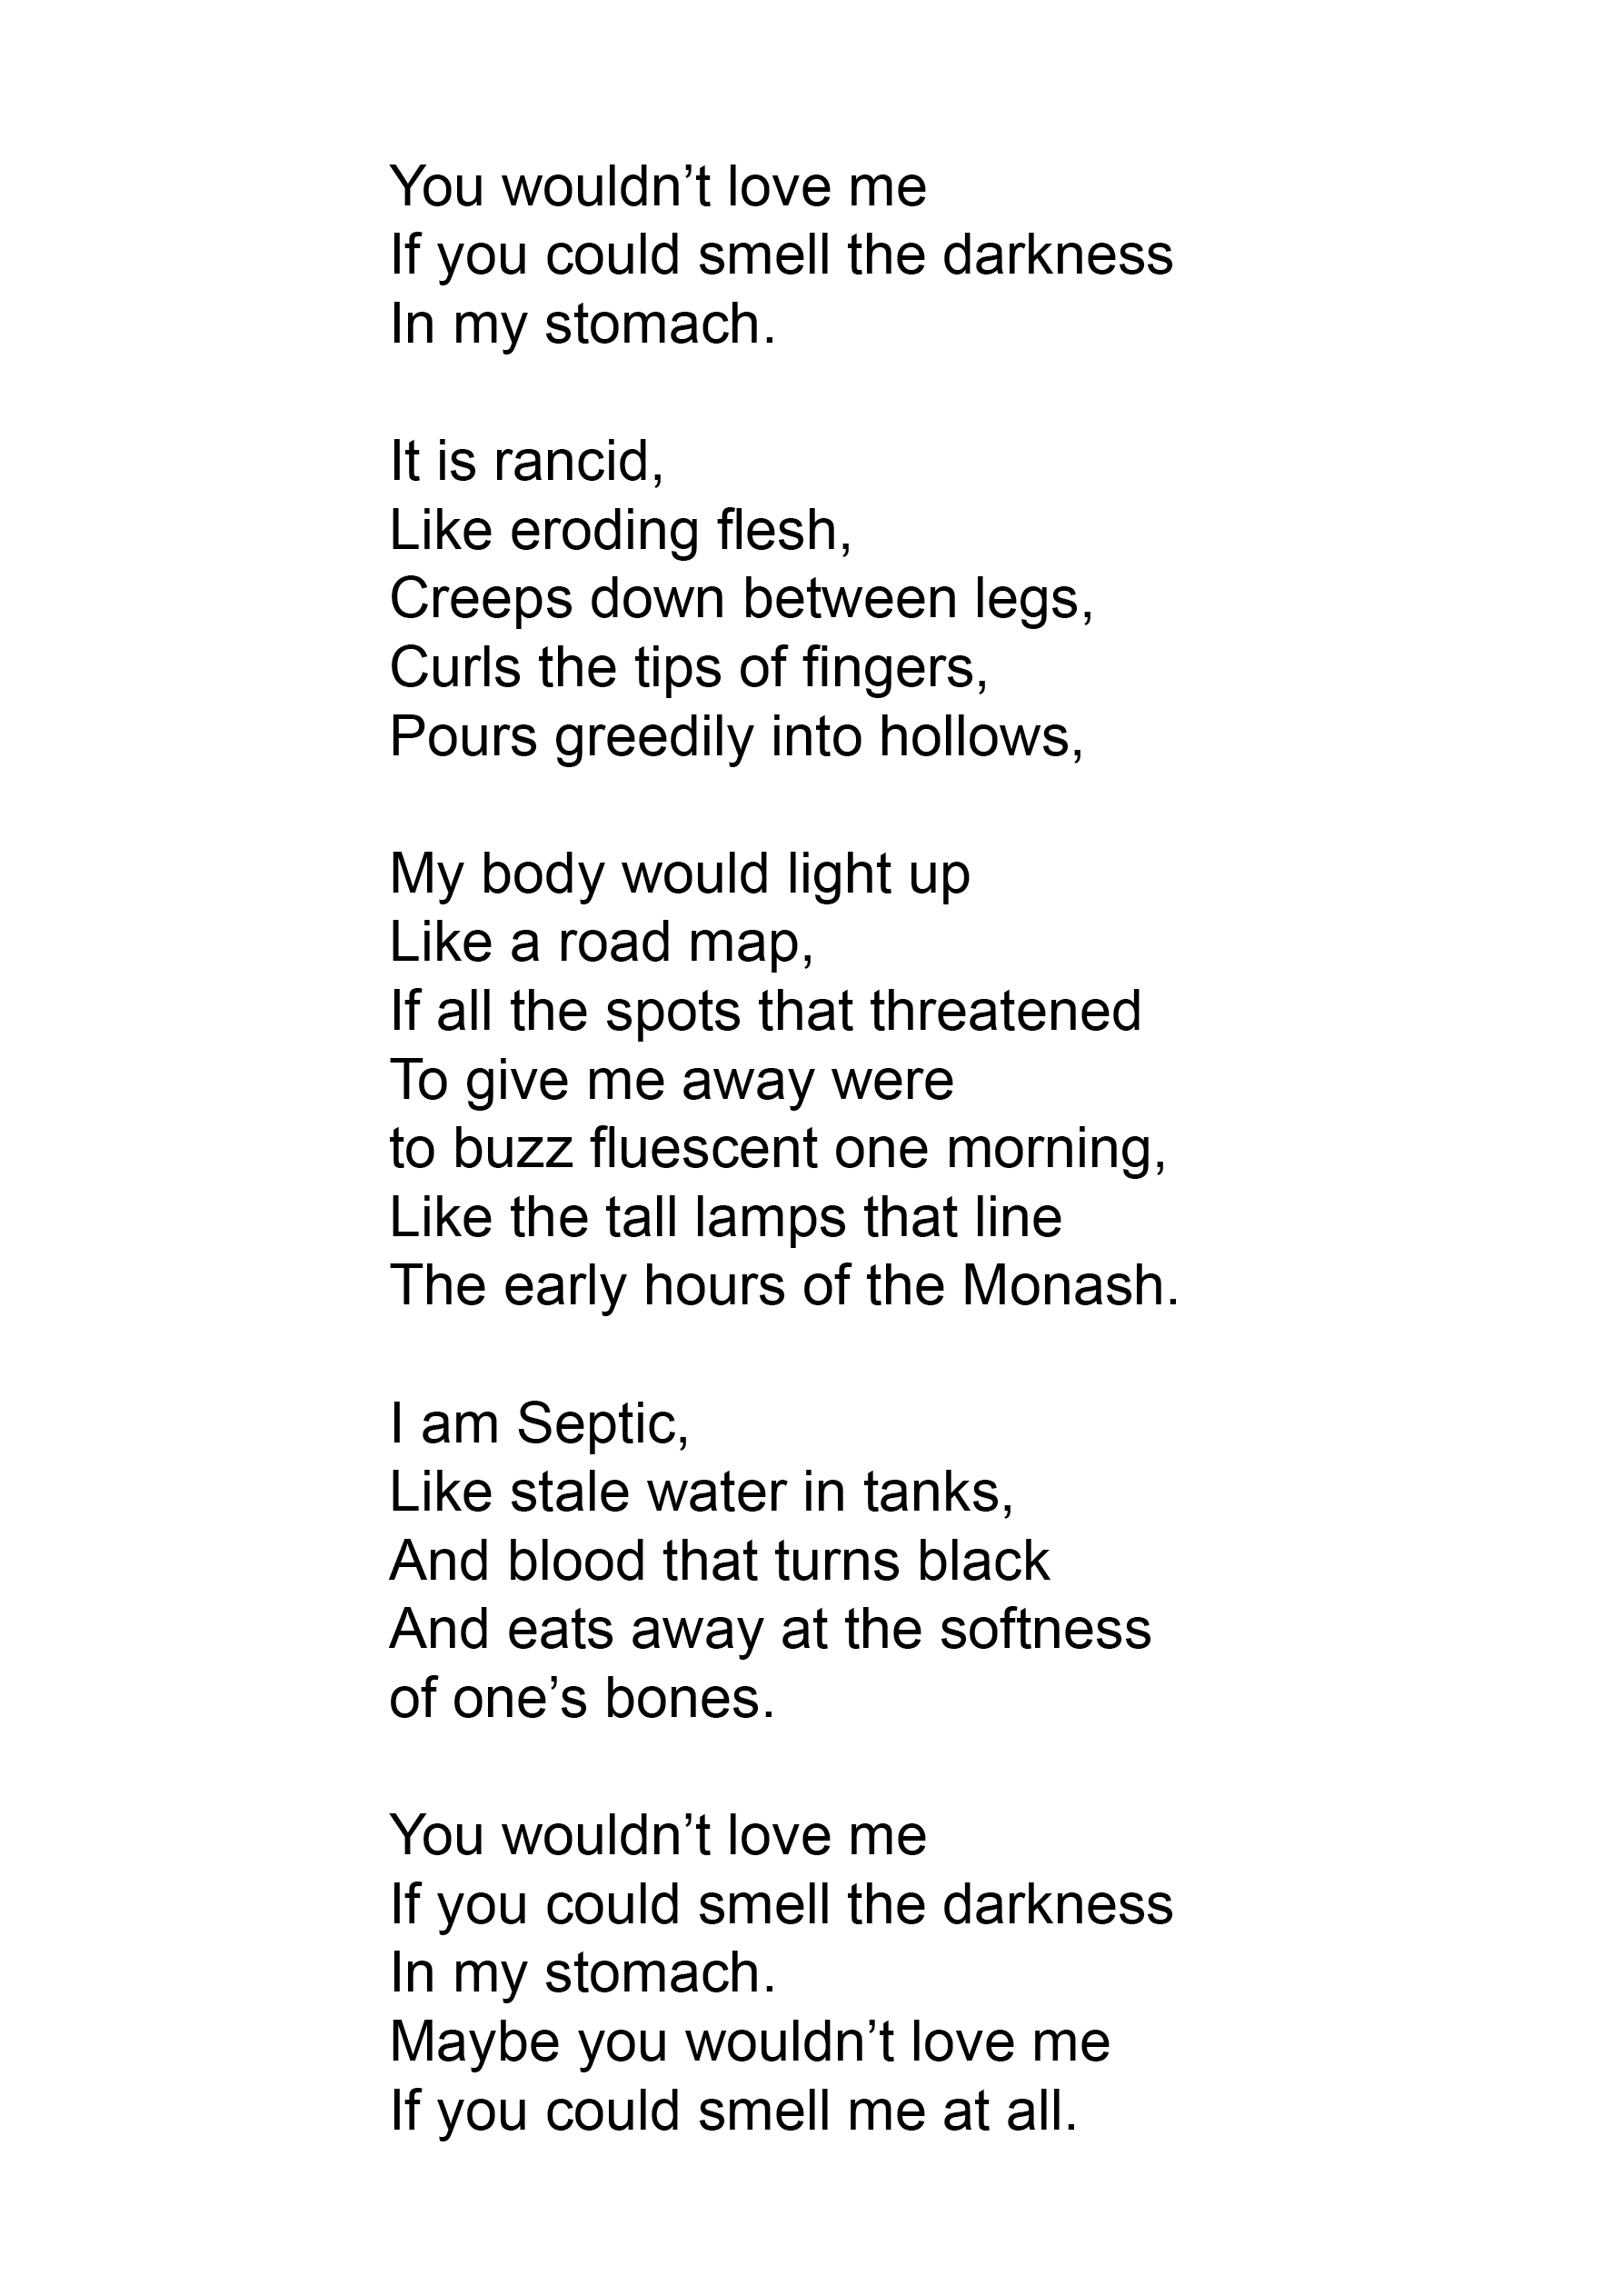 You wouldn’t love me
If you could smell the darkness
In my stomach.

It is rancid,
Like eroding flesh,
Creeps down between legs,
Curls the tips of fingers,
Pours greedily into hollows,

My body would light up
Like a road map,
If all the spots that threatened
To give me away were
to buzz fluescent one morning,
Like the tall lamps that line
The early hours of the Monash.

I am Septic,
Like stale water in tanks,
And blood that turns black
And eats away at the softness
of one’s bones.

You wouldn’t love me
If you could smell the darkness
In my stomach.
Maybe you wouldn’t love me
If you could smell me at all.